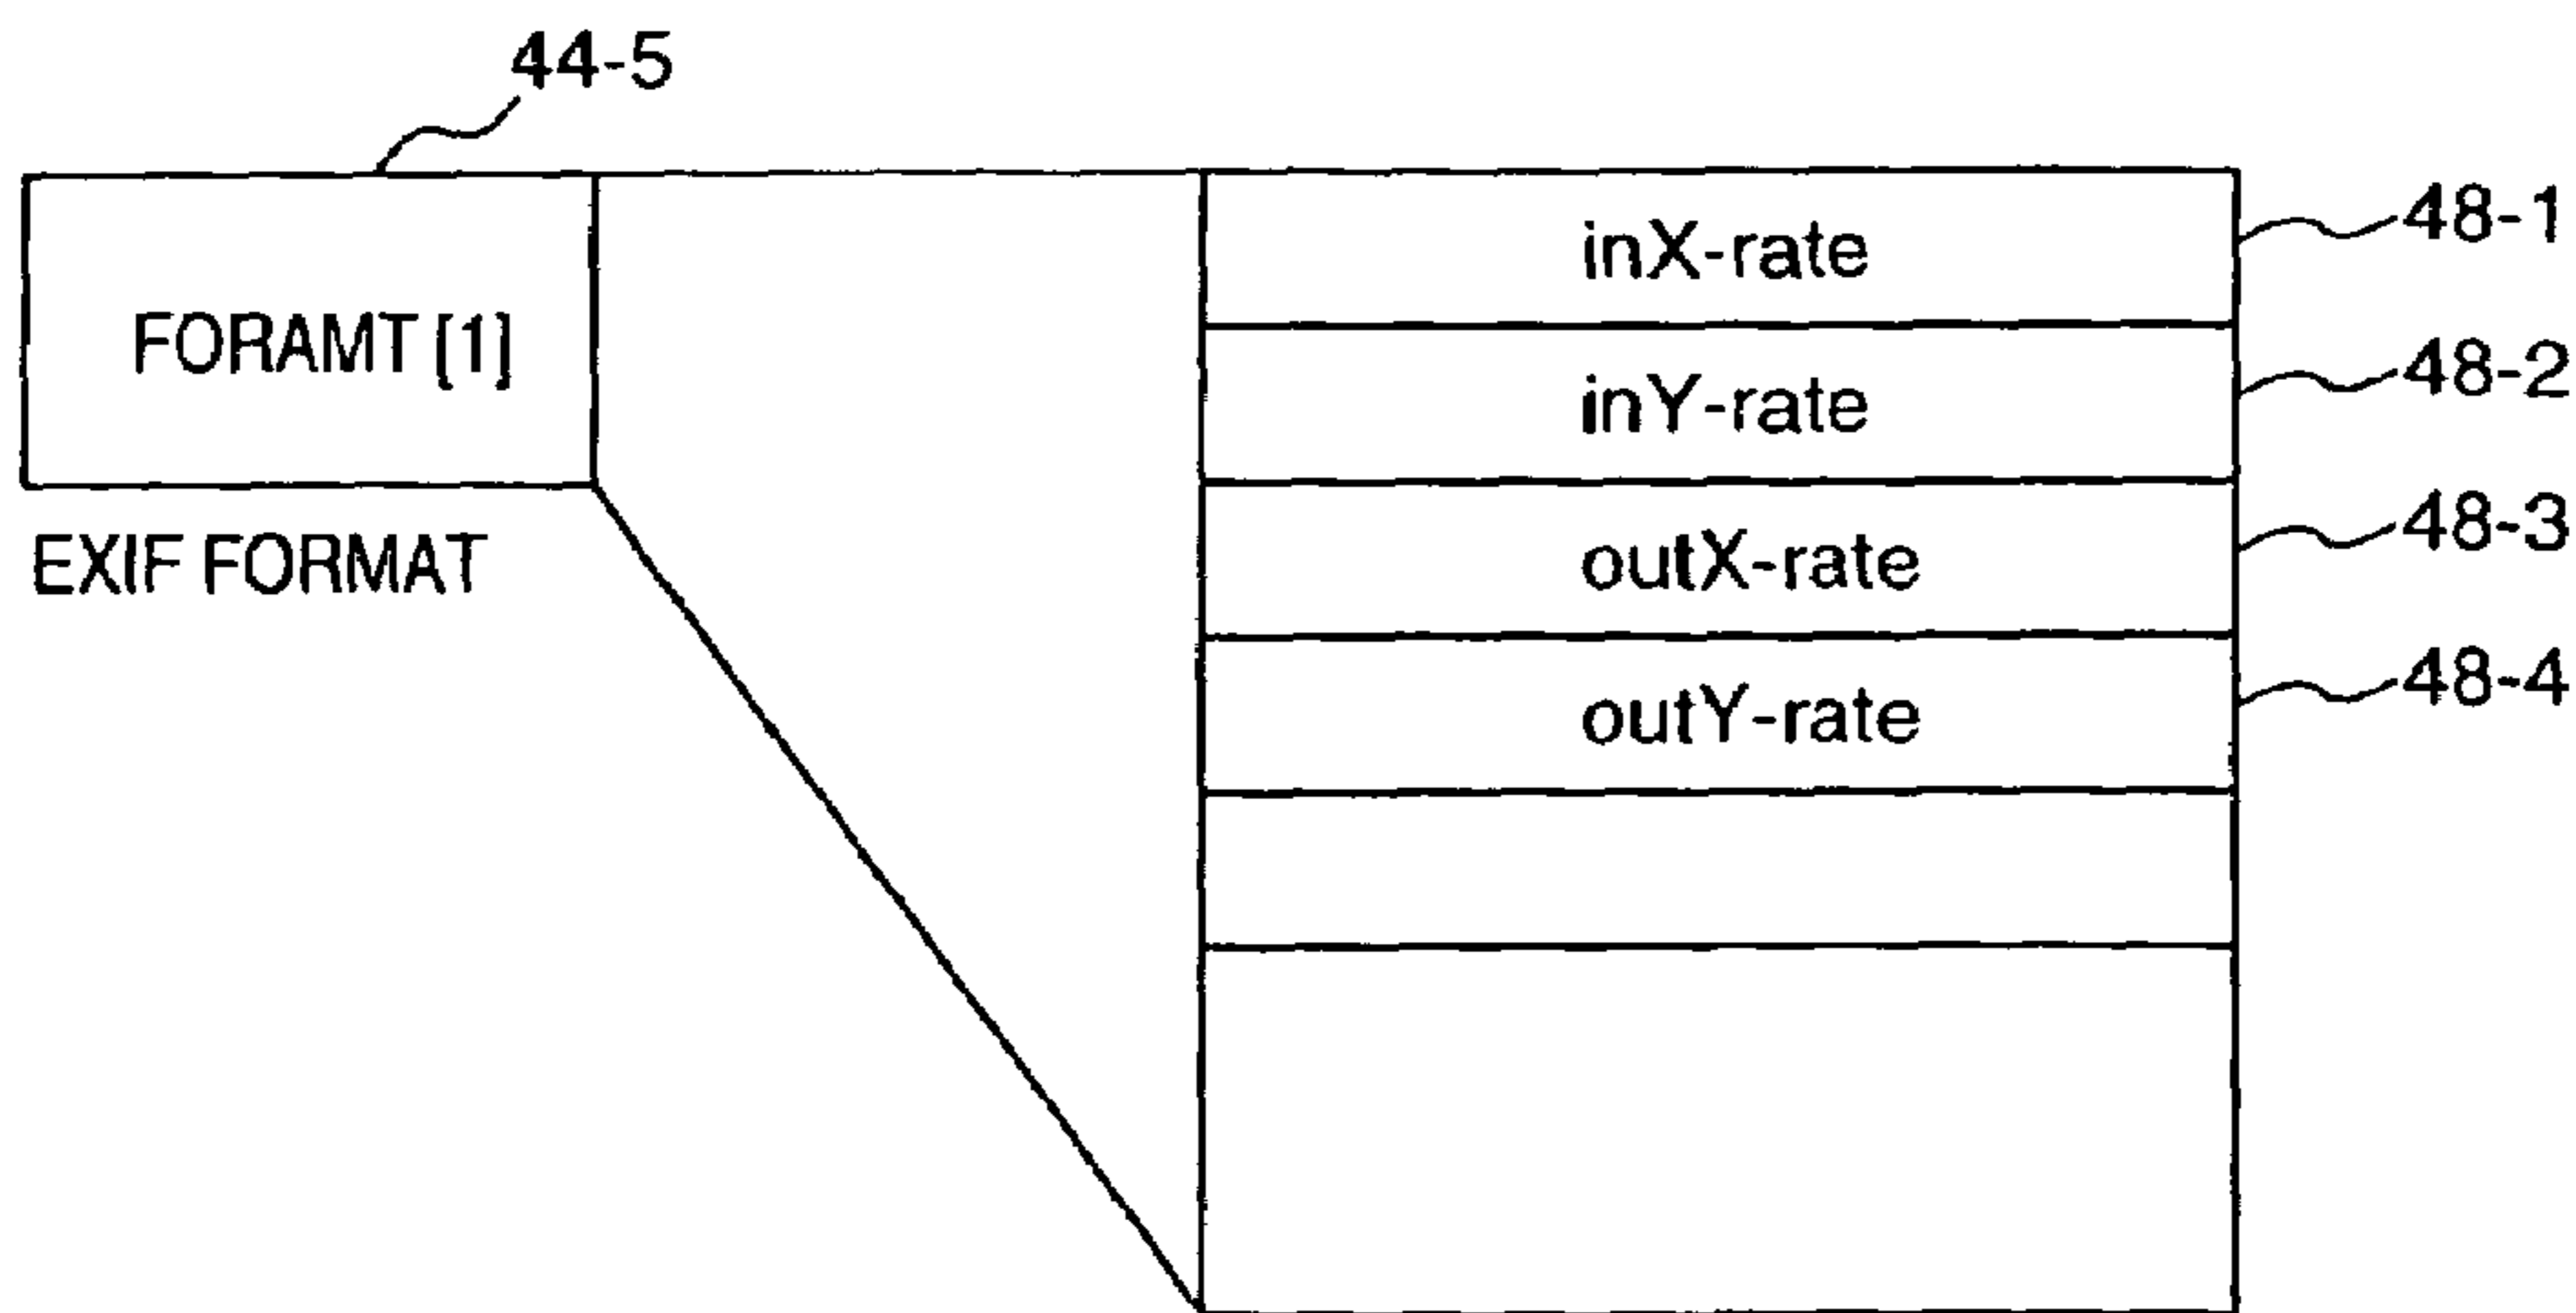 44-5
FORAMT [1]
EXIF FORMAT
inX-rate
48-1
inY-rate
48-2
outX-rate
48-3
outY-rate
48-4